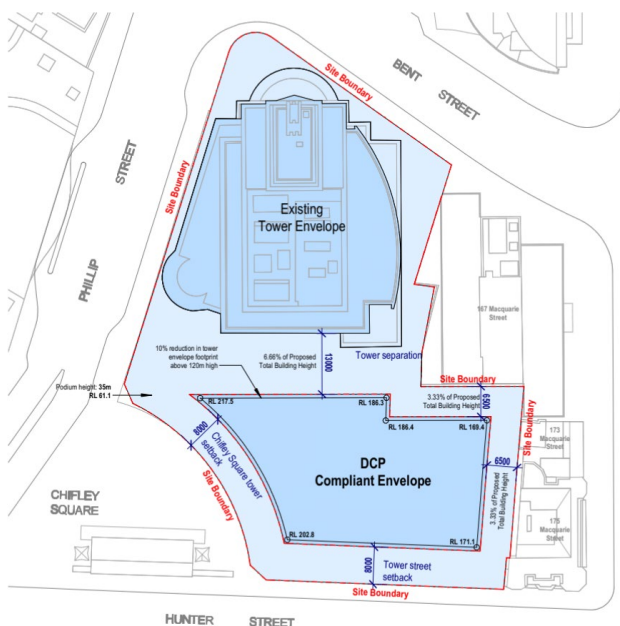 BENT
STREET
Site Boundary
STREET
PHILLIP
Site Boundary
Existing
Tower Envelope
167 Macquarie
Street
10% reduction in tower
envelope footprint
above 120m high
6.66% of Proposed
Total Building Height
13000
Tower separation
Podium height: 35m
RL 61.1
Site Boundary
3.33% of Proposed
Total Building Height
6500
RL 217.5
RL 186.3
RL 186.4
RL 169.4
8000
Chifley Square tower
setback
Site Boundary
DCP
Compliant Envelope
6500
3.33% of Proposed
Total Building Height
Site Boundary
173
Macquarie
Street
175
Macquarie
Street
CHIFLEY
SQUARE
RL 202.8
RL 171.1
8000
Tower street
setback
Site Boundary
HUNTER
STREET